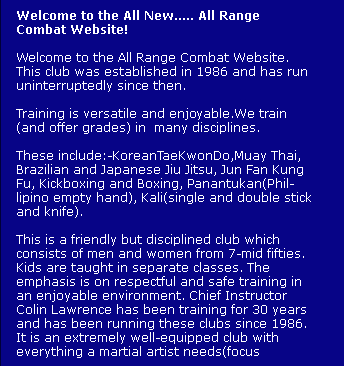 Welcome to the All New..... All Range
Combat Website!
Welcome to the All Range Combat Website.
This club was established in 1986 and has run
uninterruptedly since then.
Training is versatile and enjoyable.We train
(and offer grades) in  many disciplines.
These include:-KoreanTaeKwonDo,Muay Thai,
Brazilian and Japanese Jiu Jitsu, Jun Fan Kung
Fu, Kickboxing and Boxing, Panantukan(Phil-
lipino empty hand), Kali(single and double stick
and knife).
This is a friendly but disciplined club which
consists of men and women from 7-mid fifties.
Kids are taught in separate classes. The
emphasis is on respectful and safe training in
an enjoyable environment. Chief Instructor
Colin Lawrence has been training for 30 years
and has been running these clubs since 1986.
It is an extremely well-equipped club with
everything a martial artist needs(focus